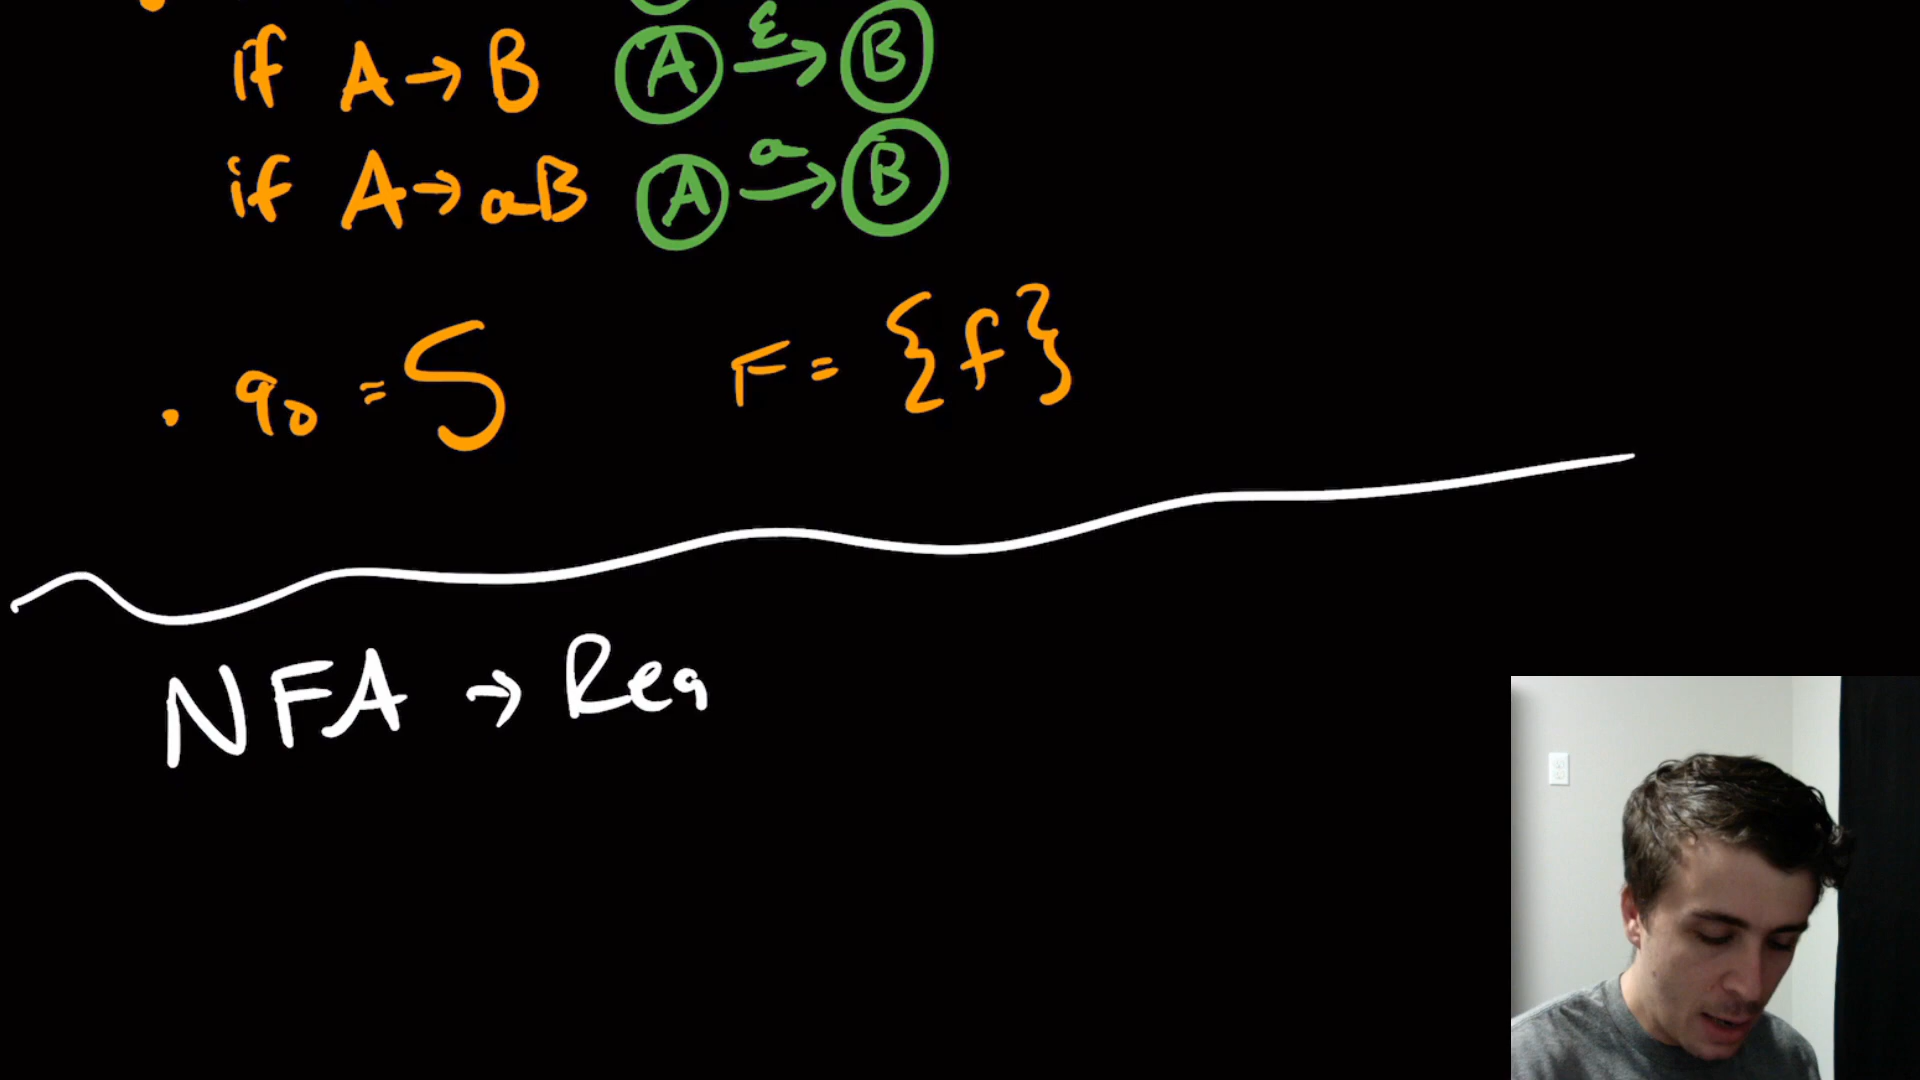 if A → B A ε→ B
if A → aB A a→ B
• q0 = S F = {f}
NFA → Reg